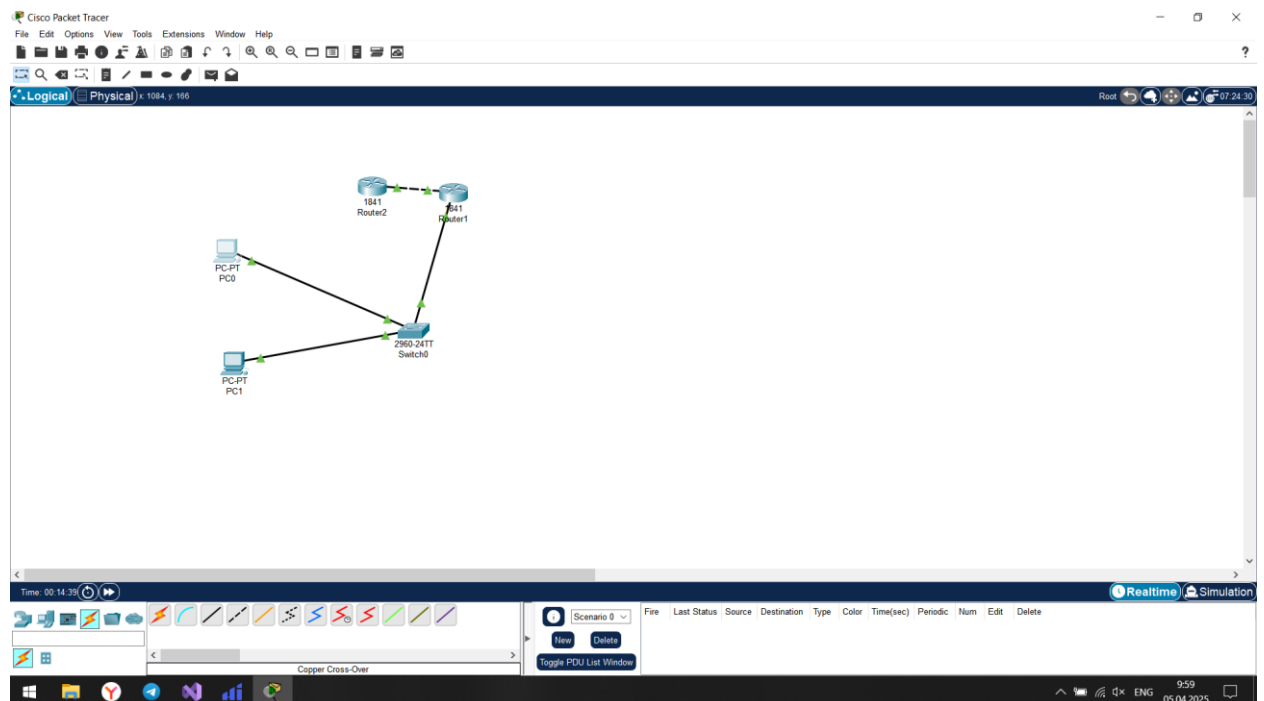 Cisco Packet Tracer
File Edit Options View Tools Extensions Window Help
?
Logical Physical x: 1084, y: 166 Root 07:24:30
1841
Router2
1841
Router1
PC-PT
PC0
2960-24TT
Switch0
PC-PT
PC1
Time: 00:14:39 Realtime Simulation
Scenario 0 Fire Last Status Source Destination Type Color Time(sec) Periodic Num Edit Delete
New Delete
Toggle PDU List Window
Copper Cross-Over
ENG 9:59
05.04.2025